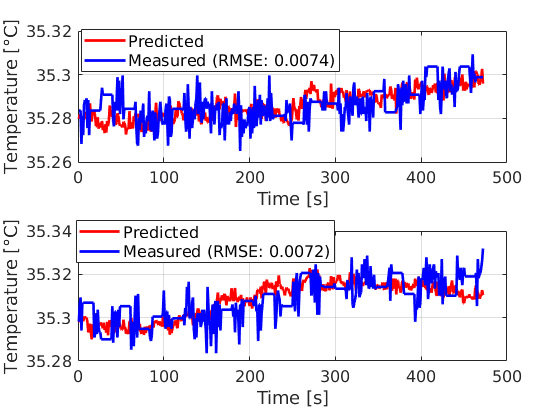 35.32
35.3
35.28
35.26
Temperature [°C]
Predicted
Measured (RMSE: 0.0074)
0
100
200
300
400
500
Time [s]
35.34
35.32
35.3
35.28
Temperature [°C]
Predicted
Measured (RMSE: 0.0072)
0
100
200
300
400
500
Time [s]